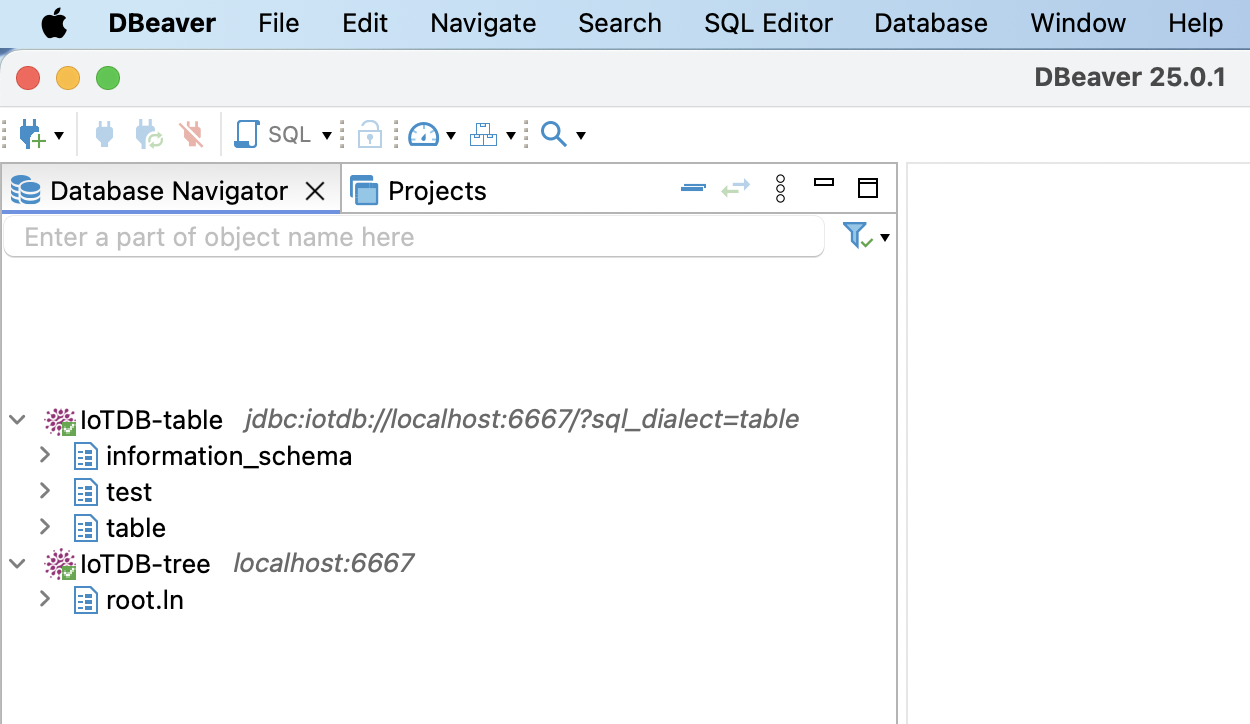 DBeaver File Edit Navigate Search SQL Editor Database Window Help
DBeaver 25.0.1
SQL
Database Navigator Projects
Enter a part of object name here
IoTDB-table jdbc:iotdb://localhost:6667/?sql_dialect=table
information_schema
test
table
IoTDB-tree localhost:6667
root.ln